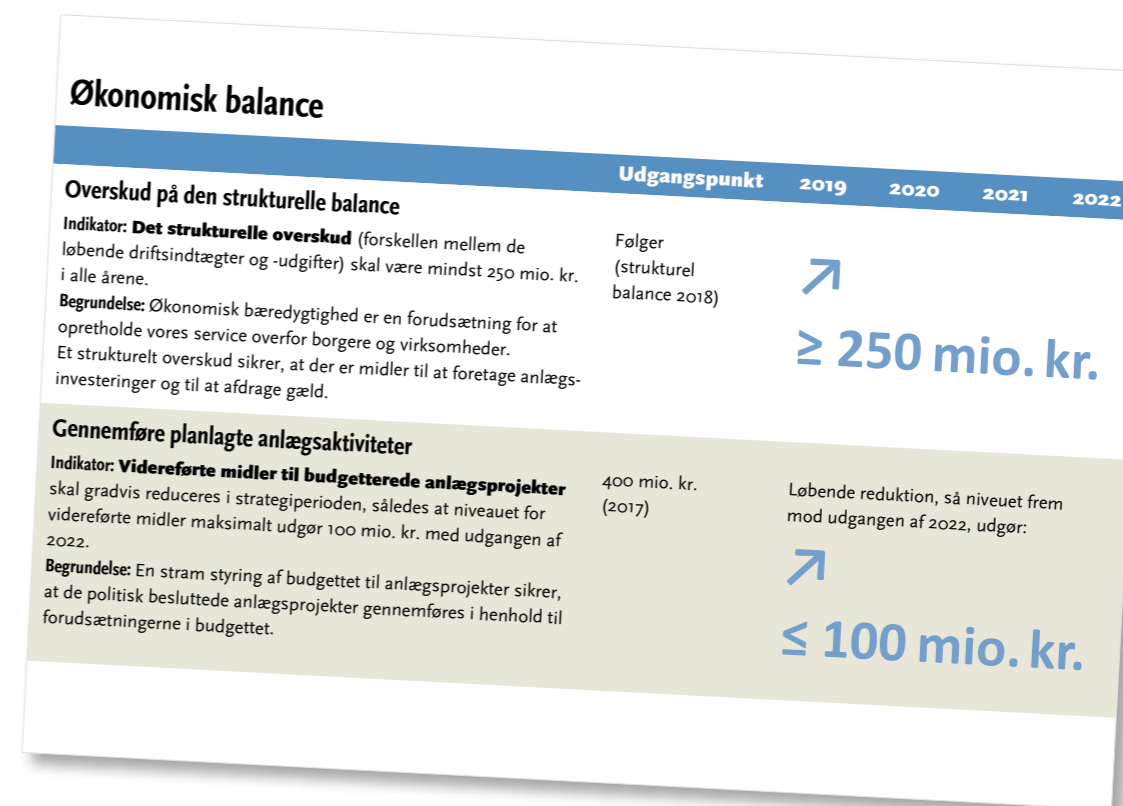 Økonomisk balance
Udgangspunkt 2019 2020 2021 2022
Overskud på den strukturelle balance
Indikator: Det strukturelle overskud (forskellen mellem de
løbende driftsindtægter og -udgifter) skal være mindst 250 mio. kr.
i alle årene.
Begrundelse: Økonomisk bæredygtighed er en forudsætning for at
opretholde vores service overfor borgere og virksomheder.
Et strukturelt overskud sikrer, at der er midler til at foretage anlægs-
investeringer og til at afdrage gæld.
Følger
(strukturel
balance 2018)
↗
≥ 250 mio. kr.
Gennemføre planlagte anlægsaktiviteter
Indikator: Videreførte midler til budgetterede anlægsprojekter
skal gradvis reduceres i strategiperioden, således at niveauet for
videreførte midler maksimalt udgør 100 mio. kr. med udgangen af
2022.
Begrundelse: En stram styring af budgettet til anlægsprojekter sikrer,
at de politisk besluttede anlægsprojekter gennemføres i henhold til
forudsætningerne i budgettet.
400 mio. kr.
(2017)
Løbende reduktion, så niveuet frem
mod udgangen af 2022, udgør:
↗
≤ 100 mio. kr.